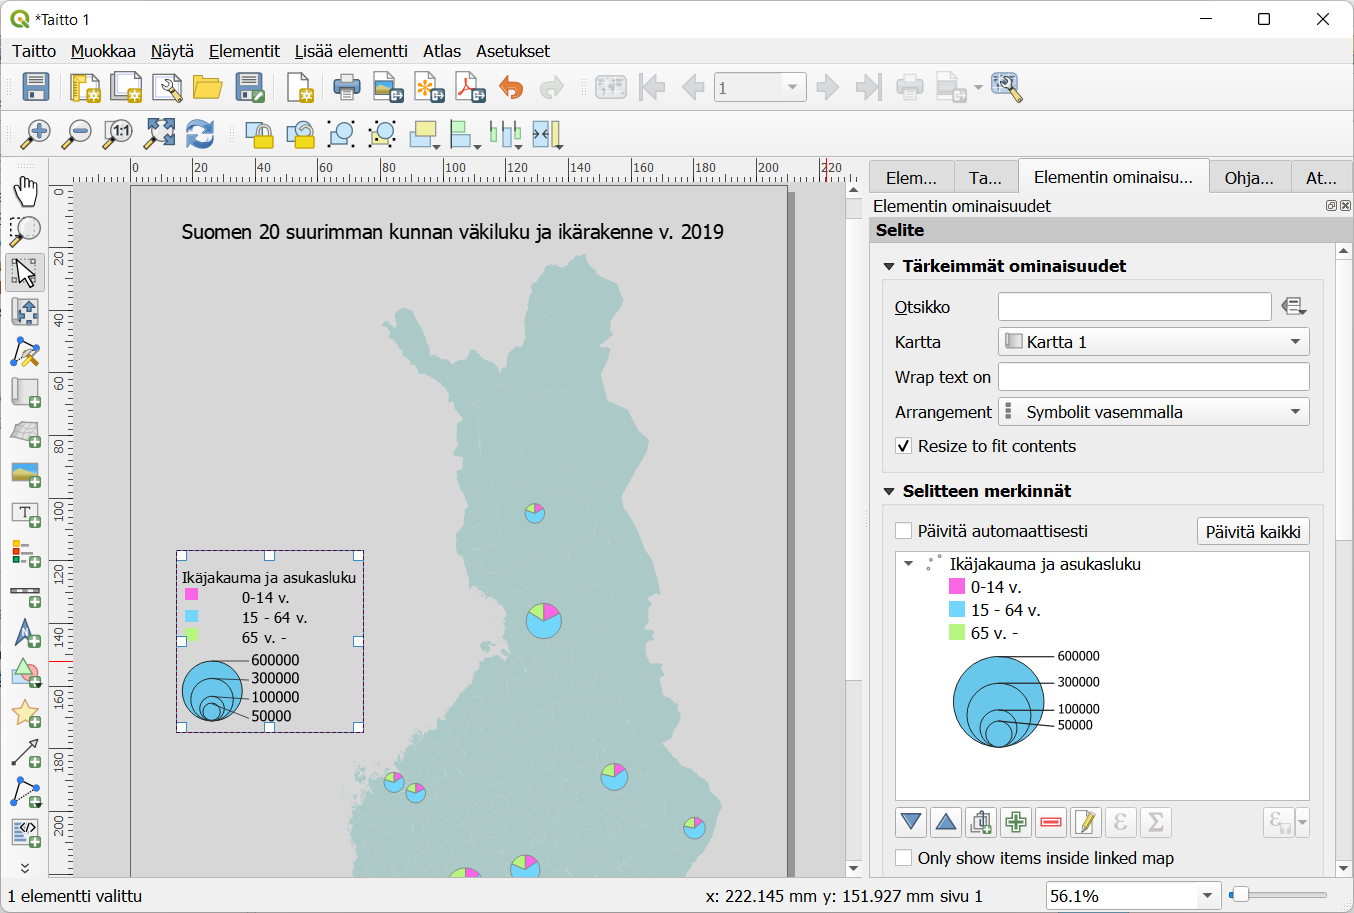 *Taitto 1
Taitto Muokkaa Näytä Elementit Lisää elementti Atlas Asetukset
1
1:1
0 20 40 60 80 100 120 140 160 180 200 220
Elem... Ta... Elementin ominaisu... Ohja... At...
Elementin ominaisuudet
Selite
Tärkeimmät ominaisuudet
Otsikko
Kartta Kartta 1
Wrap text on
Arrangement Symbolit vasemmalla
Resize to fit contents
Selitteen merkinnät
Päivitä automaattisesti Päivitä kaikki
Ikäjakauma ja asukasluku
0-14 v.
15 - 64 v.
65 v. -
600000
300000
100000
50000
Only show items inside linked map
0
20
40
60
80
100
120
140
160
180
200
Suomen 20 suurimman kunnan väkiluku ja ikärakenne v. 2019
Ikäjakauma ja asukasluku
0-14 v.
15 - 64 v.
65 v. -
600000
300000
100000
50000
1 elementti valittu x: 222.145 mm y: 151.927 mm sivu 1 56.1%